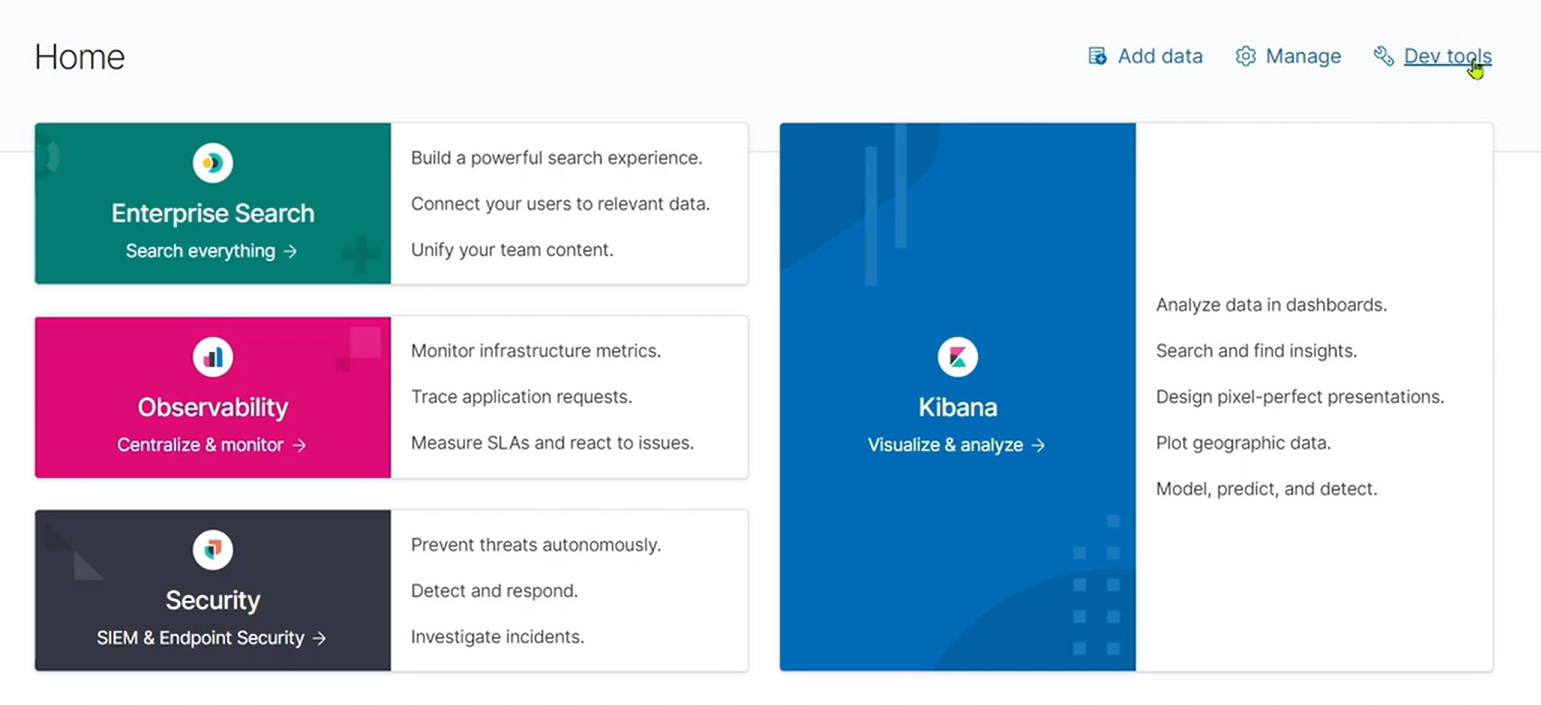 Home
Add data
Manage
Dev tools
Enterprise Search
Search everything →
Build a powerful search experience.
Connect your users to relevant data.
Unify your team content.
Observability
Centralize & monitor →
Monitor infrastructure metrics.
Trace application requests.
Measure SLAs and react to issues.
Security
SIEM & Endpoint Security →
Prevent threats autonomously.
Detect and respond.
Investigate incidents.
Kibana
Visualize & analyze →
Analyze data in dashboards.
Search and find insights.
Design pixel-perfect presentations.
Plot geographic data.
Model, predict, and detect.